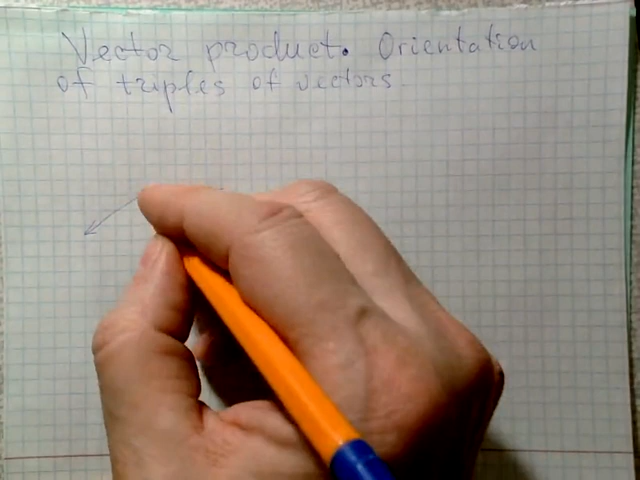 Vector product. Orientation
of triples of vectors